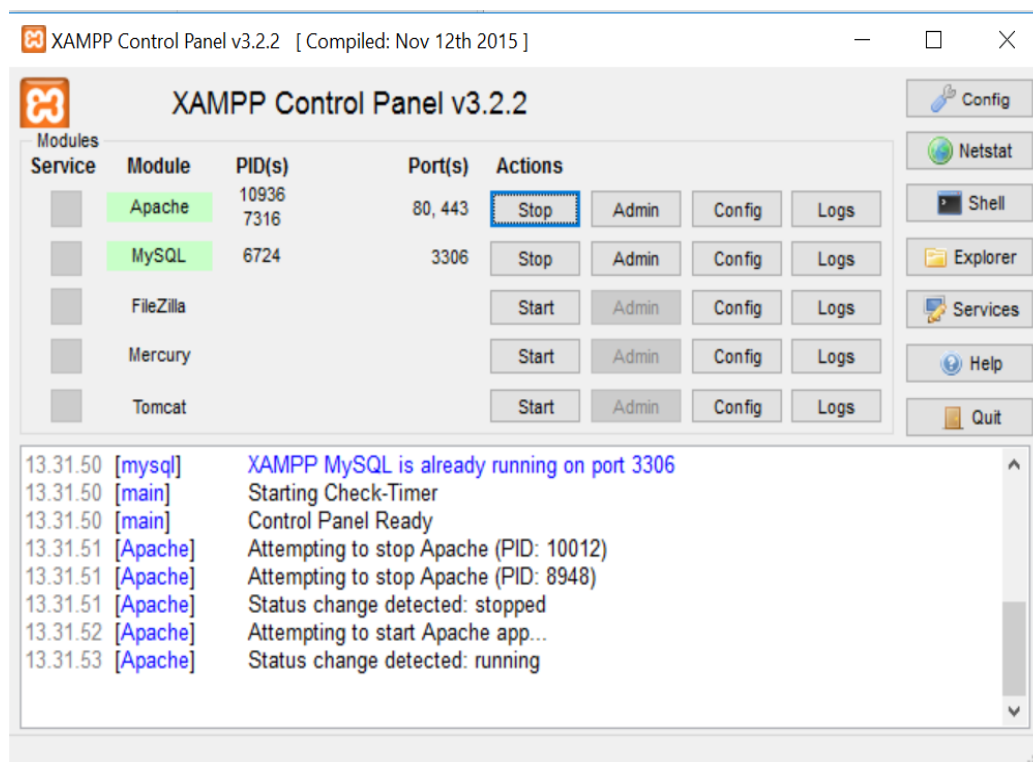 XAMPP Control Panel v3.2.2 [ Compiled: Nov 12th 2015 ]
XAMPP Control Panel v3.2.2
Config
Modules
Netstat
Service Module PID(s) Port(s) Actions
Apache 10936 7316 80, 443 Stop Admin Config Logs
Shell
MySQL 6724 3306 Stop Admin Config Logs
Explorer
FileZilla Start Admin Config Logs
Services
Mercury Start Admin Config Logs
Help
Tomcat Start Admin Config Logs
Quit
13.31.50 [mysql] XAMPP MySQL is already running on port 3306
13.31.50 [main] Starting Check-Timer
13.31.50 [main] Control Panel Ready
13.31.51 [Apache] Attempting to stop Apache (PID: 10012)
13.31.51 [Apache] Attempting to stop Apache (PID: 8948)
13.31.51 [Apache] Status change detected: stopped
13.31.52 [Apache] Attempting to start Apache app...
13.31.53 [Apache] Status change detected: running